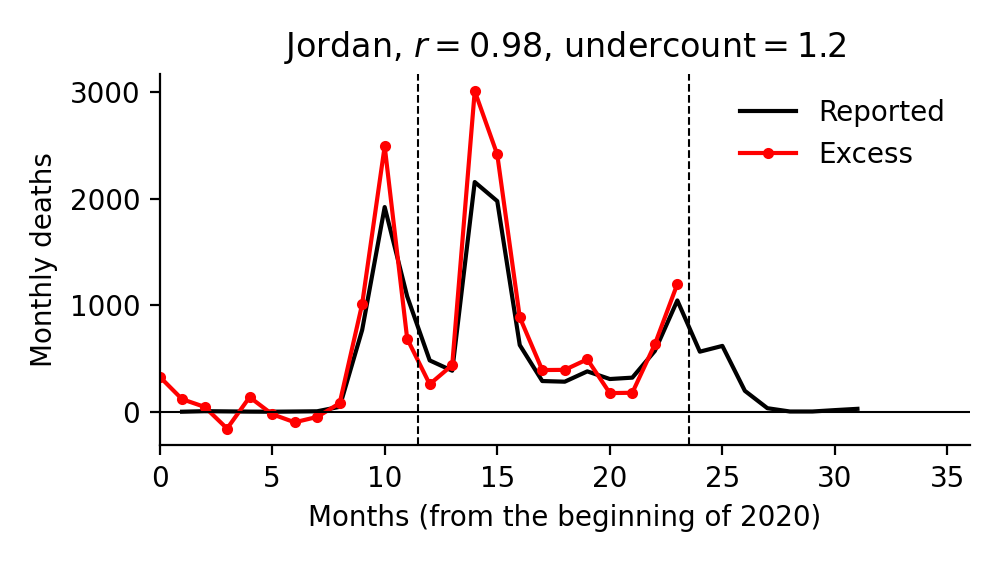 Jordan, r = 0.98, undercount = 1.2
Monthly deaths
3000
2000
1000
0
Reported
Excess
0 5 10 15 20 25 30 35
Months (from the beginning of 2020)